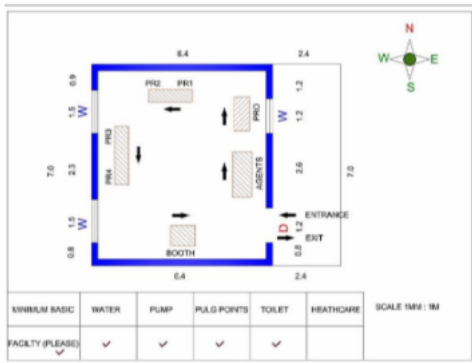 N
W E
S
6.4 2.4
PR2 PR1
0.9
1.5 W
PRO
W
1.2
1.2
PR3
PR4
AGENTS
7.0
2.3
2.6
7.0
1.5 W
0.8
BOOTH
ENTRANCE
D
EXIT
1.2
0.8
6.4 2.4
MINIMUM BASIC WATER PUMP PULG POINTS TOILET HEATHCARE SCALE 1MM : 1M
FACILTY (PLEASE)